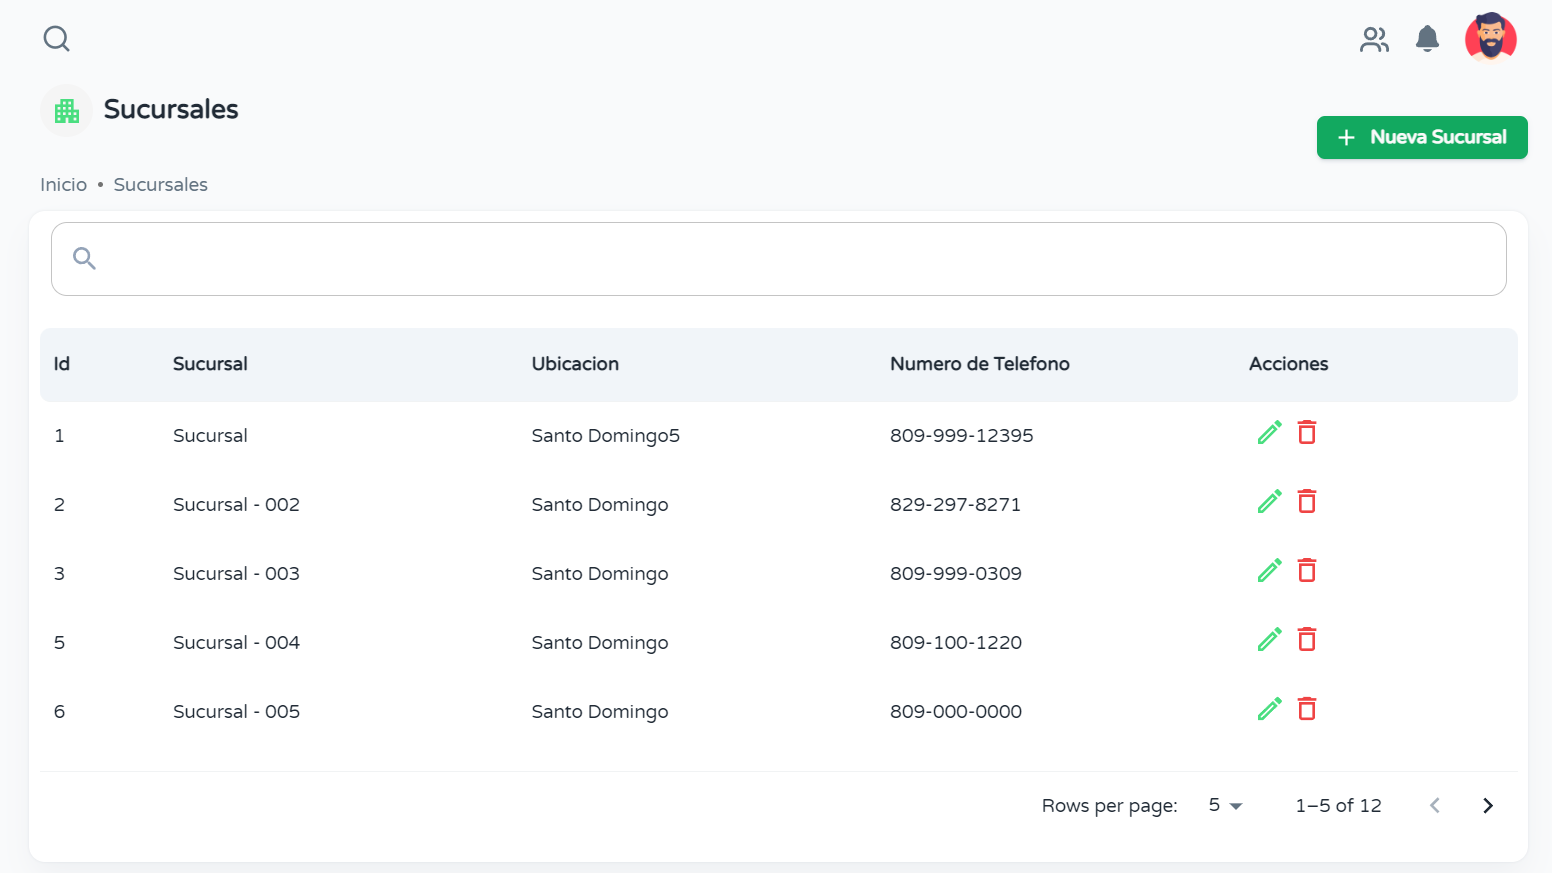 Sucursales
+ Nueva Sucursal
Inicio • Sucursales
Id Sucursal Ubicacion Numero de Telefono Acciones
1 Sucursal Santo Domingo5 809-999-12395
2 Sucursal - 002 Santo Domingo 829-297-8271
3 Sucursal - 003 Santo Domingo 809-999-0309
5 Sucursal - 004 Santo Domingo 809-100-1220
6 Sucursal - 005 Santo Domingo 809-000-0000
Rows per page: 5 1–5 of 12